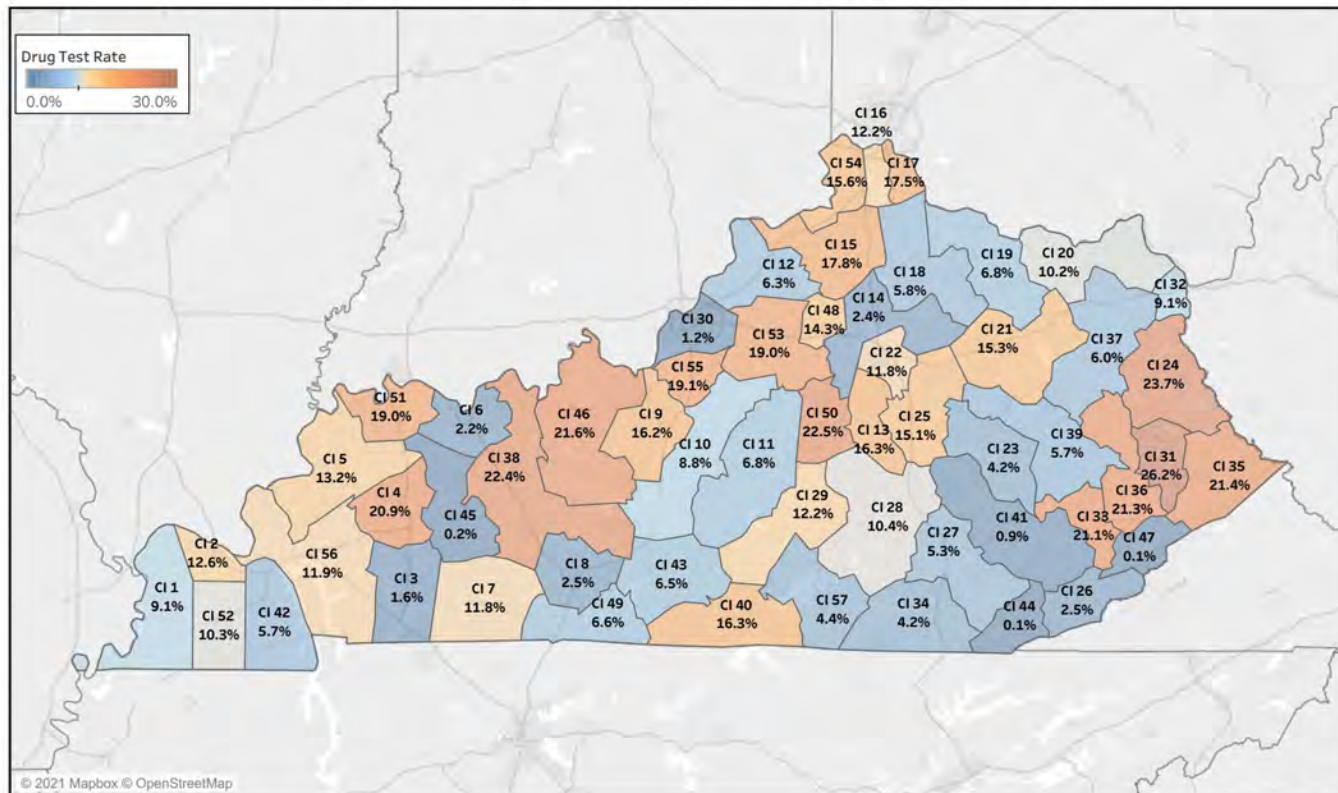 Drug Test Rate
0.0% 30.0%
CI 16
12.2%
CI 54
15.6%
CI 17
17.5%
CI 15
17.8%
CI 12
6.3%
CI 18
5.8%
CI 19
6.8%
CI 20
10.2%
CI 32
9.1%
CI 14
2.4%
CI 48
14.3%
CI 30
1.2%
CI 53
19.0%
CI 21
15.3%
CI 37
6.0%
CI 22
11.8%
CI 24
23.7%
CI 55
19.1%
CI 51
19.0%
CI 6
2.2%
CI 46
21.6%
CI 9
16.2%
CI 50
22.5%
CI 13
16.3%
CI 25
15.1%
CI 10
8.8%
CI 11
6.8%
CI 39
5.7%
CI 23
4.2%
CI 31
26.2%
CI 35
21.4%
CI 5
13.2%
CI 38
22.4%
CI 36
21.3%
CI 4
20.9%
CI 29
12.2%
CI 28
10.4%
CI 45
0.2%
CI 41
0.9%
CI 33
21.1%
CI 47
0.1%
CI 27
5.3%
CI 2
12.6%
CI 56
11.9%
CI 1
9.1%
CI 3
1.6%
CI 7
11.8%
CI 8
2.5%
CI 43
6.5%
CI 26
2.5%
CI 52
10.3%
CI 42
5.7%
CI 49
6.6%
CI 40
16.3%
CI 57
4.4%
CI 34
4.2%
CI 44
0.1%
© 2021 Mapbox © OpenStreetMap